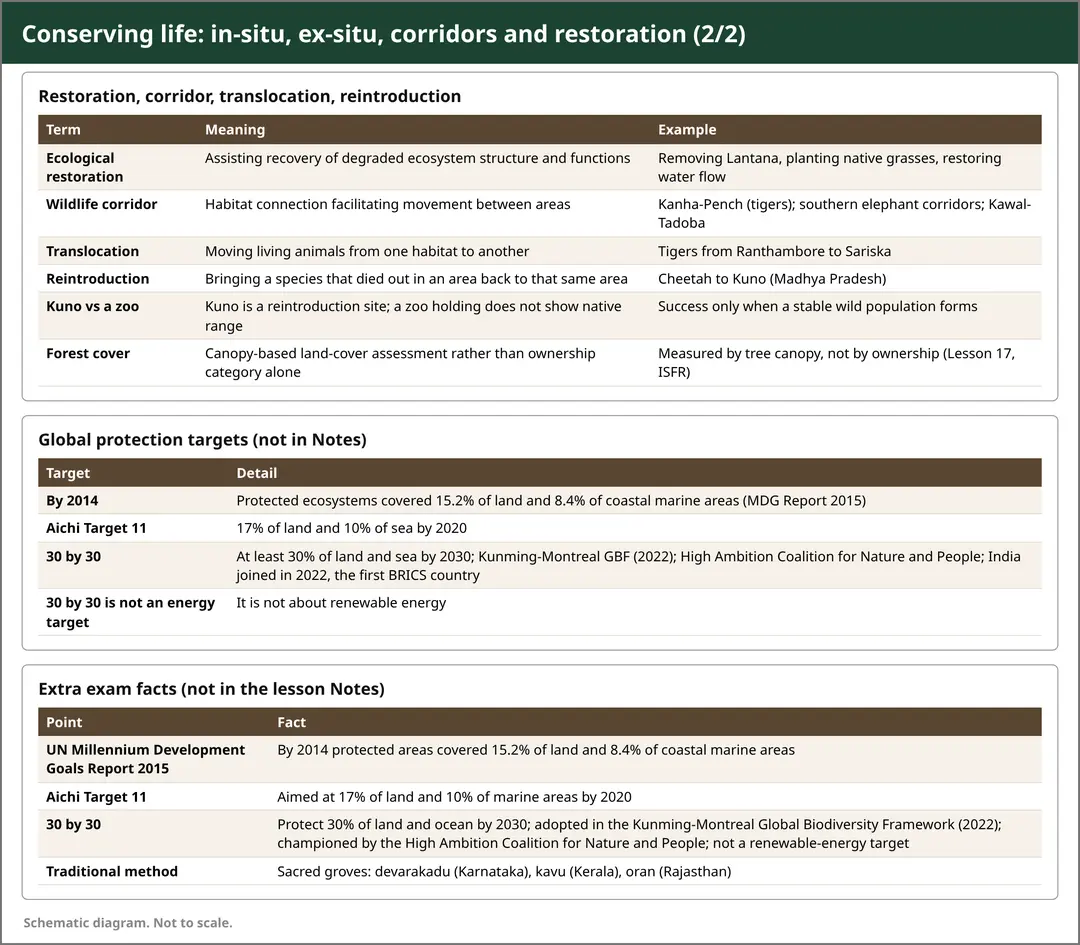 Conserving life: in-situ, ex-situ, corridors and restoration (2/2)
Restoration, corridor, translocation, reintroduction
Term Meaning Example
Ecological restoration Assisting recovery of degraded ecosystem structure and functions Removing Lantana, planting native grasses, restoring water flow
Wildlife corridor Habitat connection facilitating movement between areas Kanha-Pench (tigers); southern elephant corridors; Kawal-Tadoba
Translocation Moving living animals from one habitat to another Tigers from Ranthambore to Sariska
Reintroduction Bringing a species that died out in an area back to that same area Cheetah to Kuno (Madhya Pradesh)
Kuno vs a zoo Kuno is a reintroduction site; a zoo holding does not show native range Success only when a stable wild population forms
Forest cover Canopy-based land-cover assessment rather than ownership category alone Measured by tree canopy, not by ownership (Lesson 17, ISFR)
Global protection targets (not in Notes)
Target Detail
By 2014 Protected ecosystems covered 15.2% of land and 8.4% of coastal marine areas (MDG Report 2015)
Aichi Target 11 17% of land and 10% of sea by 2020
30 by 30 At least 30% of land and sea by 2030; Kunming-Montreal GBF (2022); High Ambition Coalition for Nature and People; India joined in 2022, the first BRICS country
30 by 30 is not an energy target It is not about renewable energy
Extra exam facts (not in the lesson Notes)
Point Fact
UN Millennium Development Goals Report 2015 By 2014 protected areas covered 15.2% of land and 8.4% of coastal marine areas
Aichi Target 11 Aimed at 17% of land and 10% of marine areas by 2020
30 by 30 Protect 30% of land and ocean by 2030; adopted in the Kunming-Montreal Global Biodiversity Framework (2022); championed by the High Ambition Coalition for Nature and People; not a renewable-energy target
Traditional method Sacred groves: devarakadu (Karnataka), kavu (Kerala), oran (Rajasthan)
Schematic diagram. Not to scale.